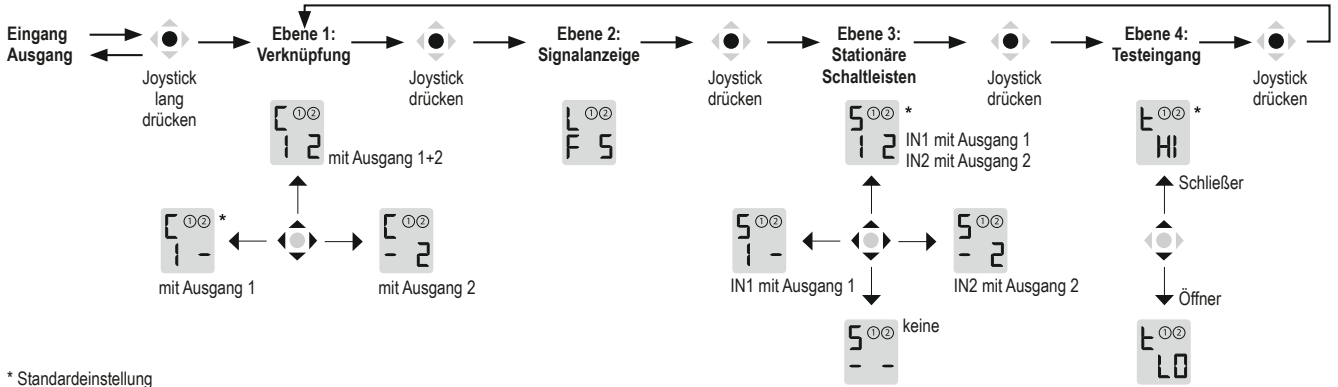 Eingang
Ausgang
Joystick
lang
drücken
Ebene 1:
Verknüpfung
Joystick
drücken
Ebene 2:
Signalanzeige
Joystick
drücken
Ebene 3:
Stationäre
Schaltleisten
Joystick
drücken
Ebene 4:
Testeingang
Joystick
drücken
C ①②
1 2
mit Ausgang 1+2
C ①② *
1 -
mit Ausgang 1
C ①②
- 2
mit Ausgang 2
L ①②
F 5
S ①② *
1 2
IN1 mit Ausgang 1
IN2 mit Ausgang 2
S ①②
1 -
IN1 mit Ausgang 1
S ①②
- 2
IN2 mit Ausgang 2
S ①②
- -
keine
t ①② *
HI
Schließer
Öffner
t ①②
LO
* Standardeinstellung